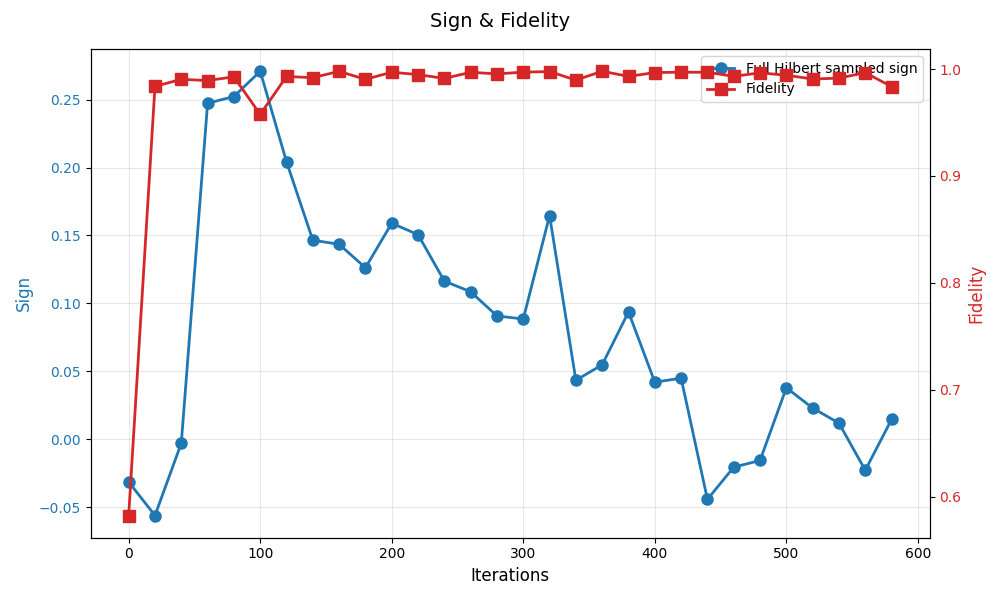 Sign & Fidelity
Full Hilbert sampled sign
Fidelity
0.25
0.20
0.15
0.10
0.05
0.00
−0.05
Sign
1.0
0.9
0.8
0.7
0.6
Fidelity
0 100 200 300 400 500 600
Iterations